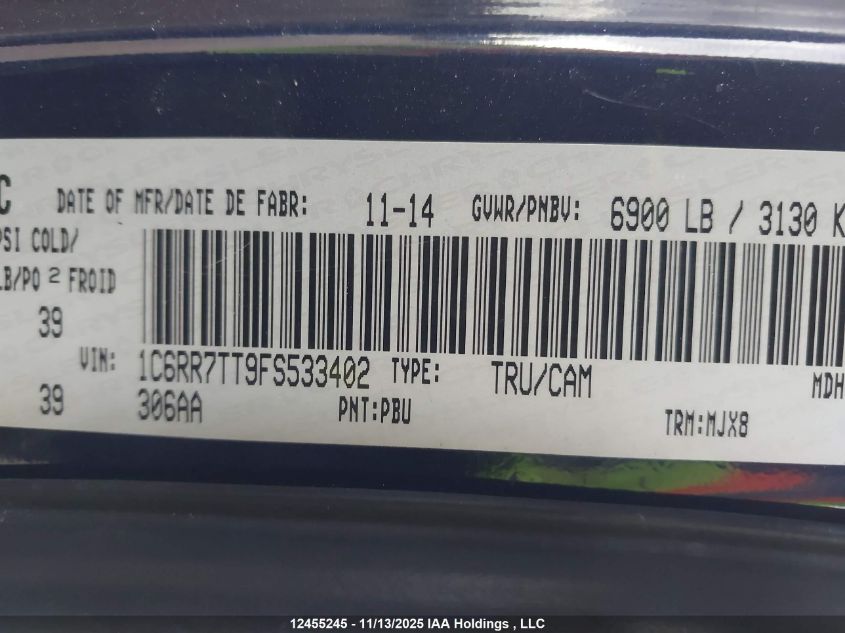 C DATE OF MFR/DATE DE FABR: 11-14 GVWR/PNBV: 6900 LB / 3130 K
PSI COLD/
LB/PO 2 FROID
39
VIN: 1C6RR7TT9FS533402 TYPE: TRU/CAM MDH
39 306AA PNT:PBU TRM:MJX8
12455245 - 11/13/2025 IAA Holdings , LLC